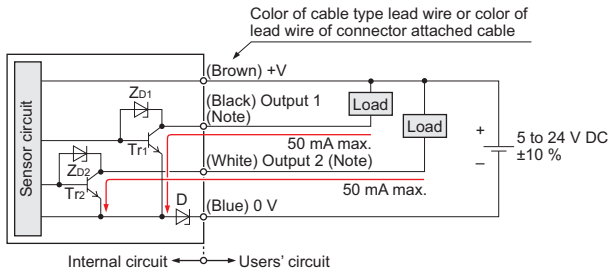 Color of cable type lead wire or color of
lead wire of connector attached cable
(Brown) +V
ZD1
(Black) Output 1
(Note)
Load
Load
Sensor circuit
Tr1
50 mA max.
+
5 to 24 V DC
±10 %
–
ZD2
(White) Output 2 (Note)
Tr2
50 mA max.
D
(Blue) 0 V
Internal circuit
Users' circuit